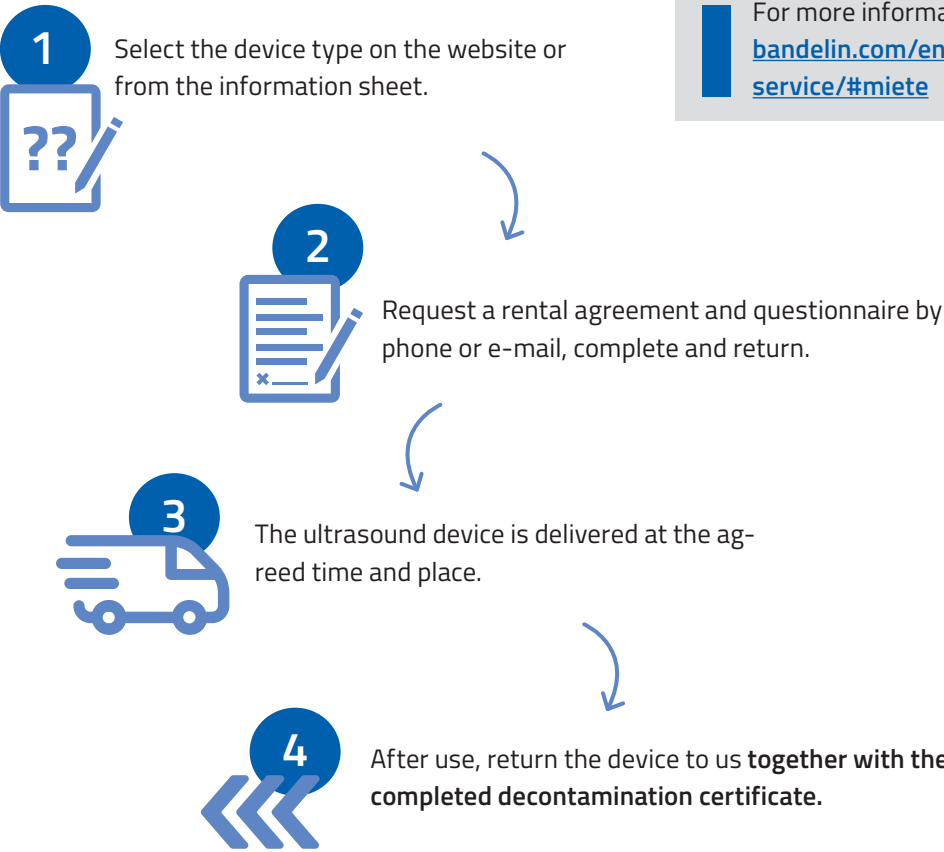 1
Select the device type on the website or
from the information sheet.
??
For more informa
bandelin.com/en
service/#miete
2
Request a rental agreement and questionnaire by
phone or e-mail, complete and return.
3
The ultrasound device is delivered at the ag-
reed time and place.
4
After use, return the device to us together with the
completed decontamination certificate.